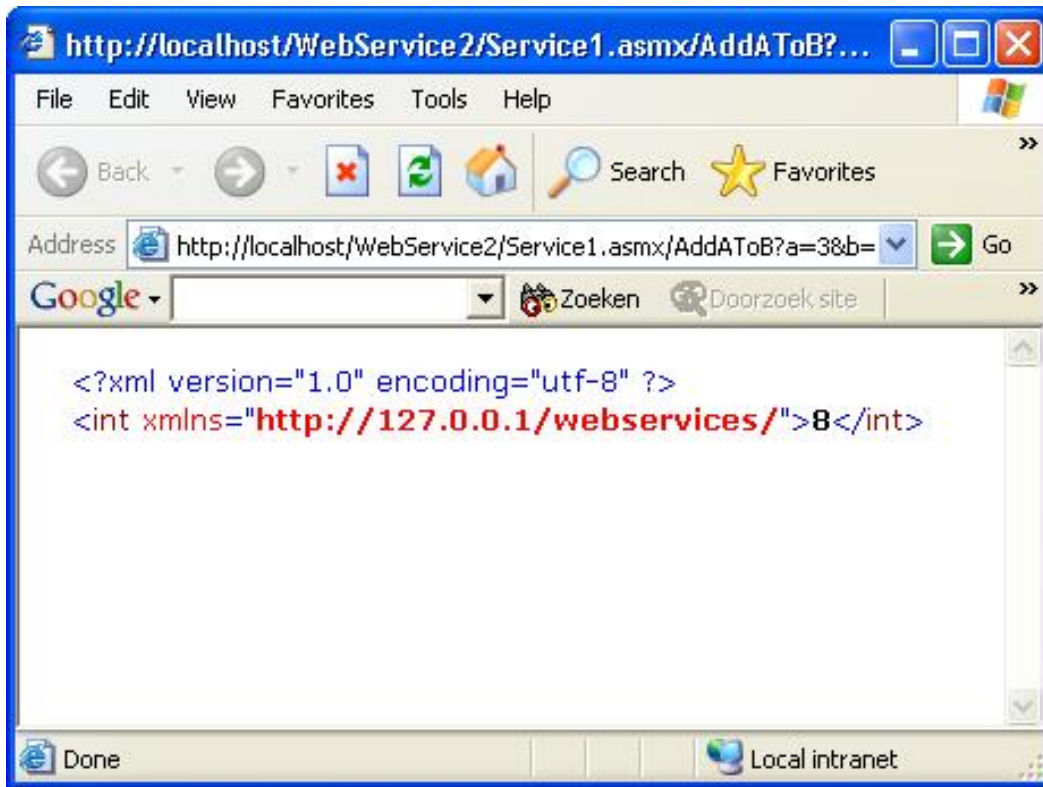 http://localhost/WebService2/Service1.asmx/AddAToB?...
File Edit View Favorites Tools Help
Back Search Favorites
Address http://localhost/WebService2/Service1.asmx/AddAToB?a=3&b= Go
Google Zoeken Doorzoek site
<?xml version="1.0" encoding="utf-8" ?>
<int xmlns="http://127.0.0.1/webservices/">8</int>
Done Local intranet